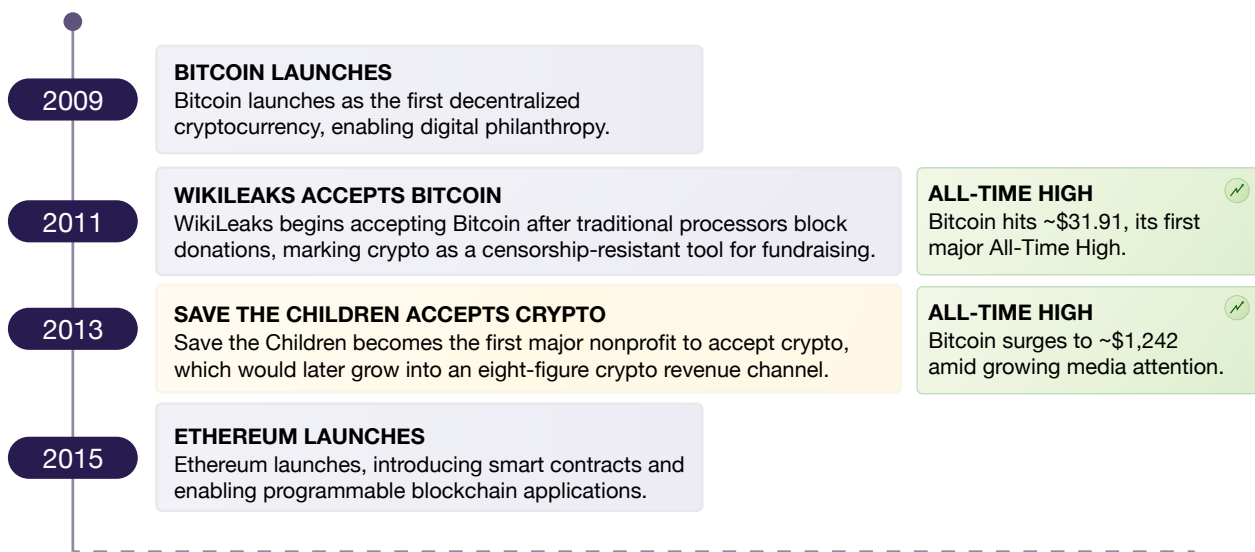 2009
BITCOIN LAUNCHES
Bitcoin launches as the first decentralized
cryptocurrency, enabling digital philanthropy.
2011
WIKILEAKS ACCEPTS BITCOIN
WikiLeaks begins accepting Bitcoin after traditional processors block
donations, marking crypto as a censorship-resistant tool for fundraising.
ALL-TIME HIGH
Bitcoin hits ~$31.91, its first
major All-Time High.
2013
SAVE THE CHILDREN ACCEPTS CRYPTO
Save the Children becomes the first major nonprofit to accept crypto,
which would later grow into an eight-figure crypto revenue channel.
ALL-TIME HIGH
Bitcoin surges to ~$1,242
amid growing media attention.
2015
ETHEREUM LAUNCHES
Ethereum launches, introducing smart contracts and
enabling programmable blockchain applications.